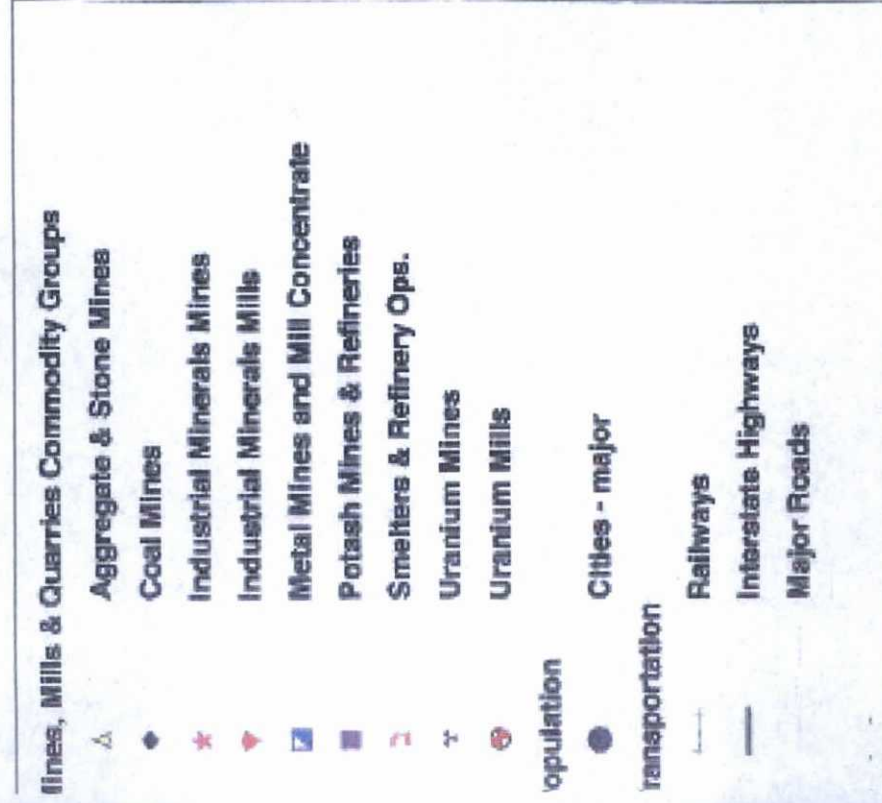 lines, Mills & Quarries Commodity Groups
Aggregate & Stone Mines
Coal Mines
Industrial Minerals Mines
Industrial Minerals Mills
Metal Mines and Mill Concentrate
Potash Mines & Refineries
Smelters & Refinery Ops.
Uranium Mines
Uranium Mills
opulation
Cities - major
ransportation
Railways
Interstate Highways
Major Roads